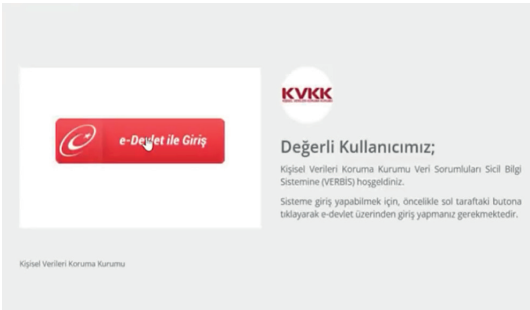 e-Devlet ile Giriş
KVKK
Değerli Kullanıcımız;
Kişisel Verileri Koruma Kurumu Veri Sorumluları Sicil Bilgi
Sistemine (VERBİS) hoşgeldiniz.
Sisteme giriş yapabilmek için, öncelikle sol taraftaki butona
tıklayarak e-devlet üzerinden giriş yapmanız gerekmektedir.
Kişisel Verileri Koruma Kurumu